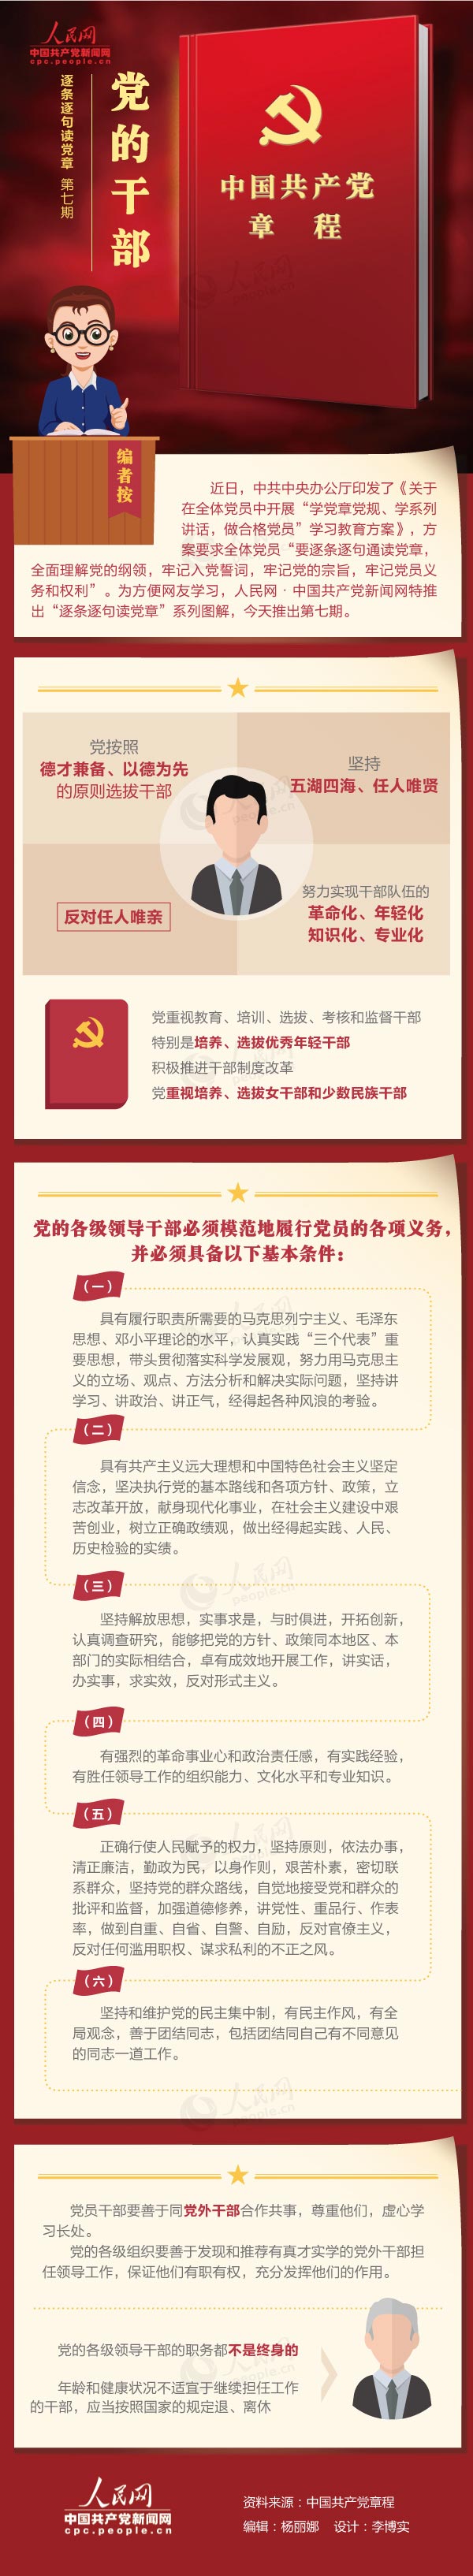 人民网
中国共产党新闻网
cpc.people.com.cn
逐条逐句读党章 第七期
党的干部
中国共产党
章 程
人民网
people.cn
编者按
近日，中共中央办公厅印发了《关于
在全体党员中开展“学党章党规、学系列
讲话，做合格党员”学习教育方案》，方
案要求全体党员“要逐条逐句通读党章，
全面理解党的纲领，牢记入党誓词，牢记党的宗旨，牢记党员义
务和权利”。为方便网友学习，人民网·中国共产党新闻网特推
出“逐条逐句读党章”系列图解，今天推出第七期。
党按照
德才兼备、以德为先
的原则选拔干部
坚持
五湖四海、任人唯贤
反对任人唯亲
努力实现干部队伍的
革命化、年轻化
知识化、专业化
党重视教育、培训、选拔、考核和监督干部
特别是培养、选拔优秀年轻干部
积极推进干部制度改革
党重视培养、选拔女干部和少数民族干部
党的各级领导干部必须模范地履行党员的各项义务，
并必须具备以下基本条件：
（一）
具有履行职责所需要的马克思列宁主义、毛泽东
思想、邓小平理论的水平，认真实践“三个代表”重
要思想，带头贯彻落实科学发展观，努力用马克思主
义的立场、观点、方法分析和解决实际问题，坚持讲
学习、讲政治、讲正气，经得起各种风浪的考验。
（二）
具有共产主义远大理想和中国特色社会主义坚定
信念，坚决执行党的基本路线和各项方针、政策，立
志改革开放，献身现代化事业，在社会主义建设中艰
苦创业，树立正确政绩观，做出经得起实践、人民、
历史检验的实绩。
（三）
坚持解放思想，实事求是，与时俱进，开拓创新，
认真调查研究，能够把党的方针、政策同本地区、本
部门的实际相结合，卓有成效地开展工作，讲实话，
办实事，求实效，反对形式主义。
（四）
有强烈的革命事业心和政治责任感，有实践经验，
有胜任领导工作的组织能力、文化水平和专业知识。
（五）
正确行使人民赋予的权力，坚持原则，依法办事，
清正廉洁，勤政为民，以身作则，艰苦朴素，密切联
系群众，坚持党的群众路线，自觉地接受党和群众的
批评和监督，加强道德修养，讲党性、重品行、作表
率，做到自重、自省、自警、自励，反对官僚主义，
反对任何滥用职权、谋求私利的不正之风。
（六）
坚持和维护党的民主集中制，有民主作风，有全
局观念，善于团结同志，包括团结同自己有不同意见
的同志一道工作。
人民网
people.cn
党员干部要善于同党外干部合作共事，尊重他们，虚心学
习长处。
党的各级组织要善于发现和推荐有真才实学的党外干部担
任领导工作，保证他们有职有权，充分发挥他们的作用。
党的各级领导干部的职务都不是终身的
年龄和健康状况不适宜于继续担任工作
的干部，应当按照国家的规定退、离休
人民网
中国共产党新闻网
cpc.people.com.cn
资料来源：中国共产党章程
编辑：杨丽娜 设计：李博实